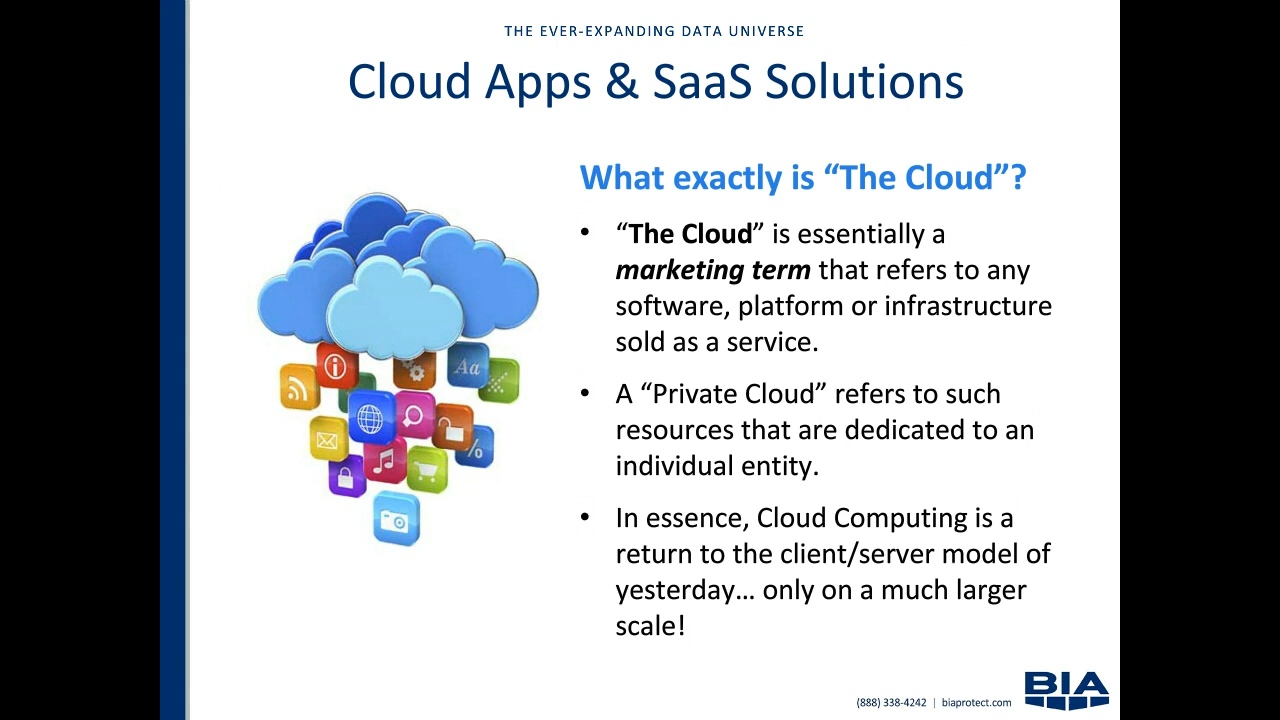 THE EVER-EXPANDING DATA UNIVERSE
Cloud Apps & SaaS Solutions
What exactly is “The Cloud”?
• “The Cloud” is essentially a
marketing term that refers to any
software, platform or infrastructure
sold as a service.
• A “Private Cloud” refers to such
resources that are dedicated to an
individual entity.
• In essence, Cloud Computing is a
return to the client/server model of
yesterday… only on a much larger
scale!
Aa
%
(888) 338-4242 | biaprotect.com
BIA